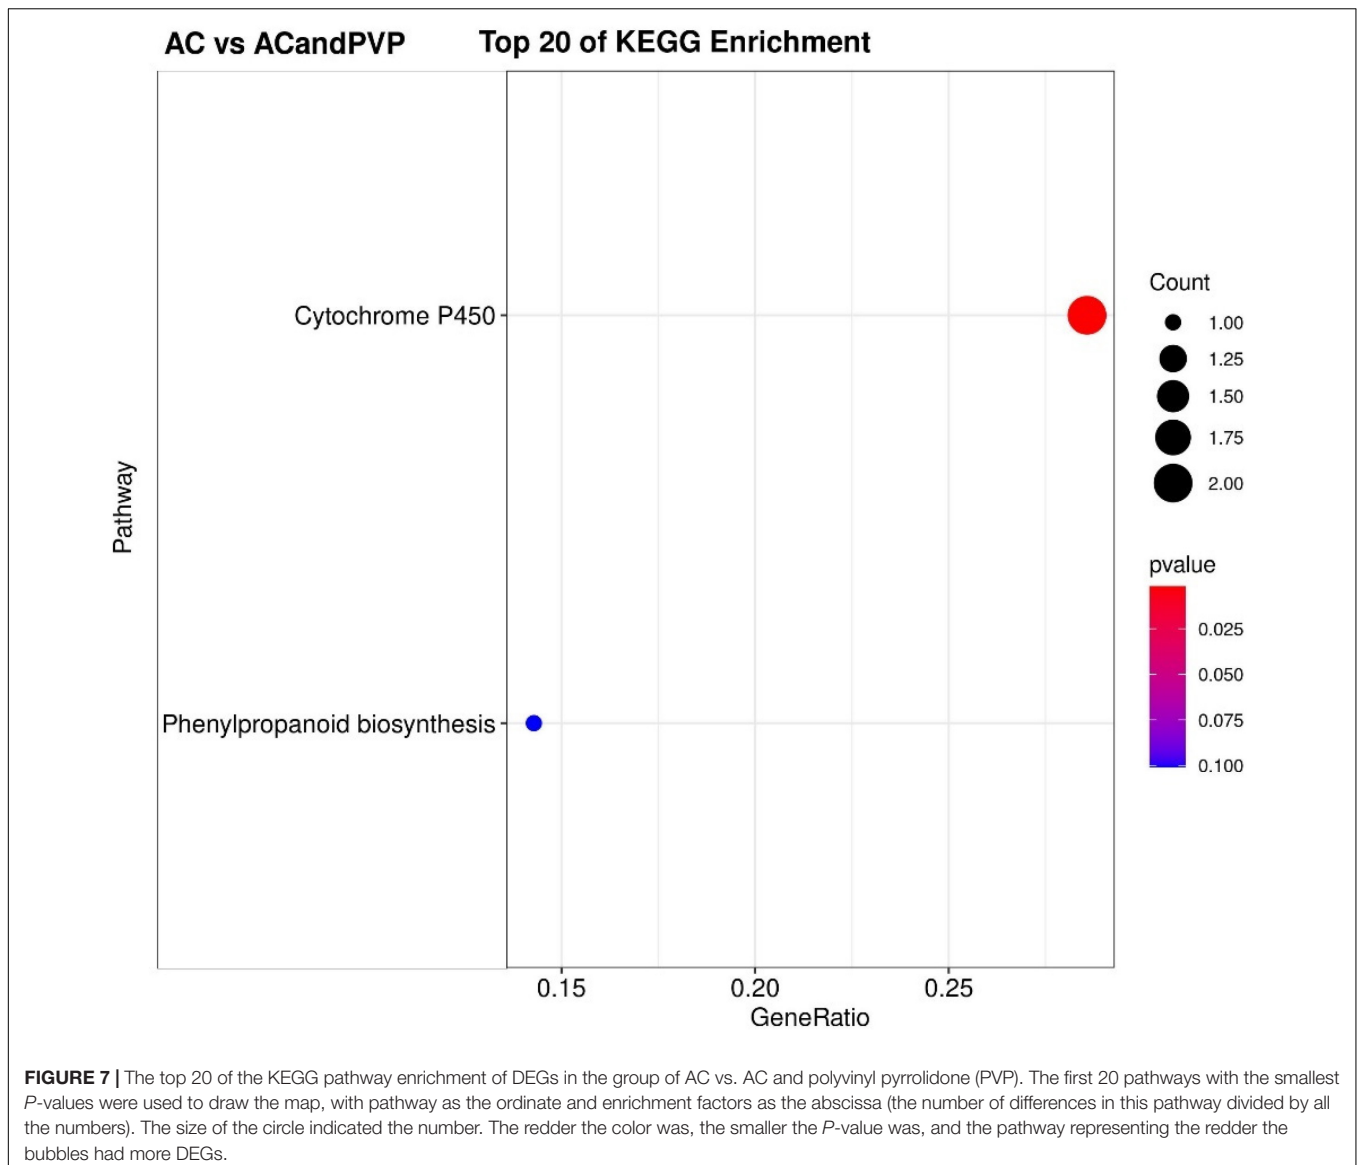 AC vs ACandPVP
Top 20 of KEGG Enrichment
Pathway
Cytochrome P450
Phenylpropanoid biosynthesis
0.15
0.20
0.25
GeneRatio
Count
1.00
1.25
1.50
1.75
2.00
pvalue
0.025
0.050
0.075
0.100
FIGURE 7 | The top 20 of the KEGG pathway enrichment of DEGs in the group of AC vs. AC and polyvinyl pyrrolidone (PVP). The first 20 pathways with the smallest
P-values were used to draw the map, with pathway as the ordinate and enrichment factors as the abscissa (the number of differences in this pathway divided by all
the numbers). The size of the circle indicated the number. The redder the color was, the smaller the P-value was, and the pathway representing the redder the
bubbles had more DEGs.